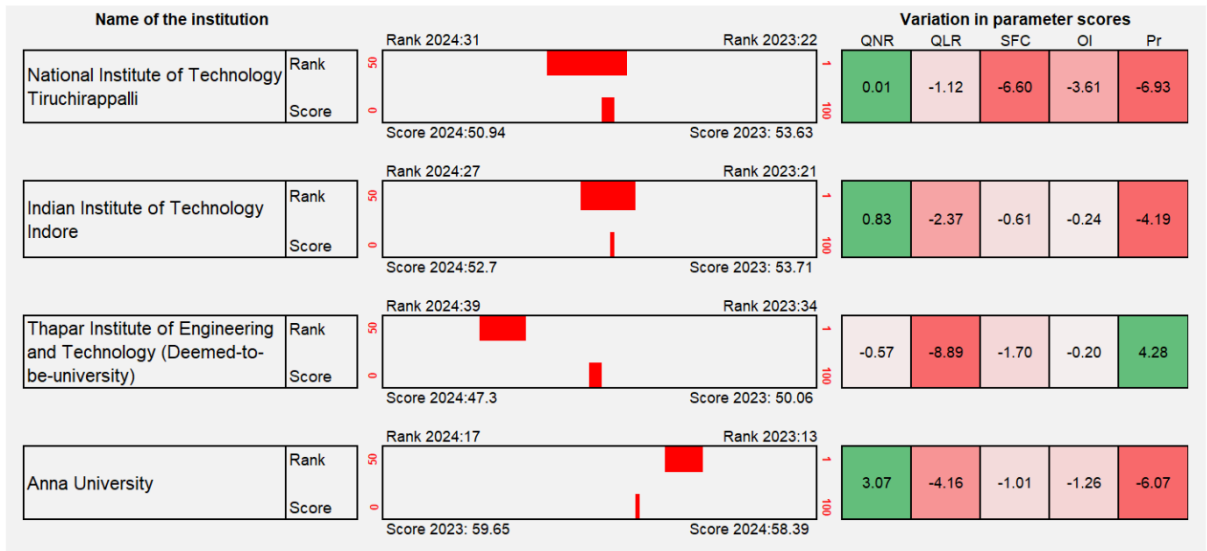 Name of the institution
Variation in parameter scores
QNR QLR SFC OI Pr
Rank 2024:31 Rank 2023:22
National Institute of Technology
Tiruchirappalli
Rank
Score
50 1
0 100
0.01 -1.12 -6.60 -3.61 -6.93
Score 2024:50.94 Score 2023: 53.63
Rank 2024:27 Rank 2023:21
Indian Institute of Technology
Indore
Rank
Score
50 1
0 100
0.83 -2.37 -0.61 -0.24 -4.19
Score 2024:52.7 Score 2023: 53.71
Rank 2024:39 Rank 2023:34
Thapar Institute of Engineering
and Technology (Deemed-to-
be-university)
Rank
Score
50 1
0 100
-0.57 -8.89 -1.70 -0.20 4.28
Score 2024:47.3 Score 2023: 50.06
Rank 2024:17 Rank 2023:13
Anna University
Rank
Score
50 1
0 100
3.07 -4.16 -1.01 -1.26 -6.07
Score 2023: 59.65 Score 2024:58.39